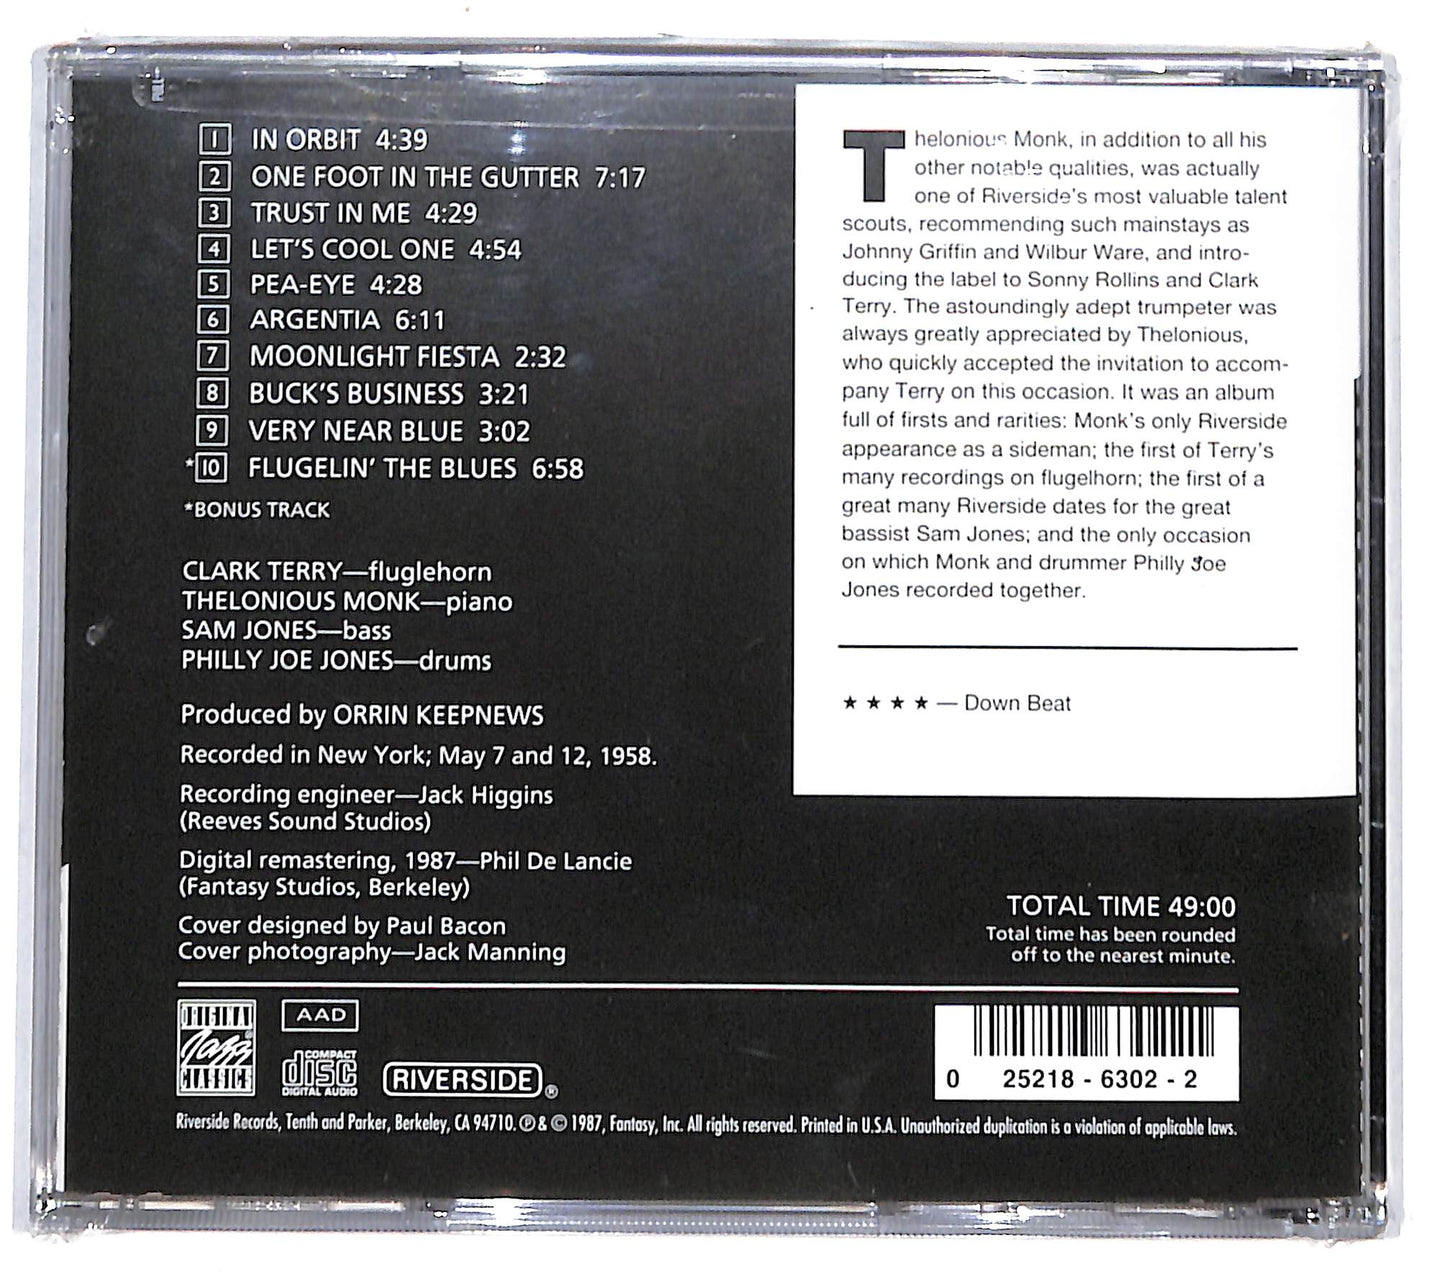 1 IN ORBIT 4:39
2 ONE FOOT IN THE GUTTER 7:17
3 TRUST IN ME 4:29
4 LET'S COOL ONE 4:54
5 PEA-EYE 4:28
6 ARGENTIA 6:11
7 MOONLIGHT FIESTA 2:32
8 BUCK'S BUSINESS 3:21
9 VERY NEAR BLUE 3:02
*10 FLUGELIN' THE BLUES 6:58
*BONUS TRACK
CLARK TERRY—fluglehorn
THELONIOUS MONK—piano
SAM JONES—bass
PHILLY JOE JONES—drums
Produced by ORRIN KEEPNEWS
Recorded in New York; May 7 and 12, 1958.
Recording engineer—Jack Higgins
(Reeves Sound Studios)
Digital remastering, 1987—Phil De Lancie
(Fantasy Studios, Berkeley)
Cover designed by Paul Bacon
Cover photography—Jack Manning
Thelonious Monk, in addition to all his
other notable qualities, was actually
one of Riverside's most valuable talent
scouts, recommending such mainstays as
Johnny Griffin and Wilbur Ware, and intro-
ducing the label to Sonny Rollins and Clark
Terry. The astoundingly adept trumpeter was
always greatly appreciated by Thelonious,
who quickly accepted the invitation to accom-
pany Terry on this occasion. It was an album
full of firsts and rarities: Monk's only Riverside
appearance as a sideman; the first of Terry's
many recordings on flugelhorn; the first of a
great many Riverside dates for the great
bassist Sam Jones; and the only occasion
on which Monk and drummer Philly Joe
Jones recorded together.
★ ★ ★ ★ — Down Beat
TOTAL TIME 49:00
Total time has been rounded
off to the nearest minute.
ORIGINAL
Jazz
CLASSICS
AAD
COMPACT
disc
DIGITAL AUDIO
RIVERSIDE®
0 25218 - 6302 - 2
Riverside Records, Tenth and Parker, Berkeley, CA 94710. ℗ & © 1987, Fantasy, Inc. All rights reserved. Printed in U.S.A. Unauthorized duplication is a violation of applicable laws.